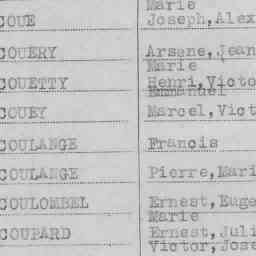 Marie
COUE Joseph, Alex
COUERY Arsene, Jean
Marie
COUETTY Henri, Victo
Emmanuel
COUEY Marcel, Vict
COULANGE Francis
COULANGE Pierre, Mari
COULOMBEL Ernest, Euge
Marie
COUPARD Ernest, Juli
Victor, Jose